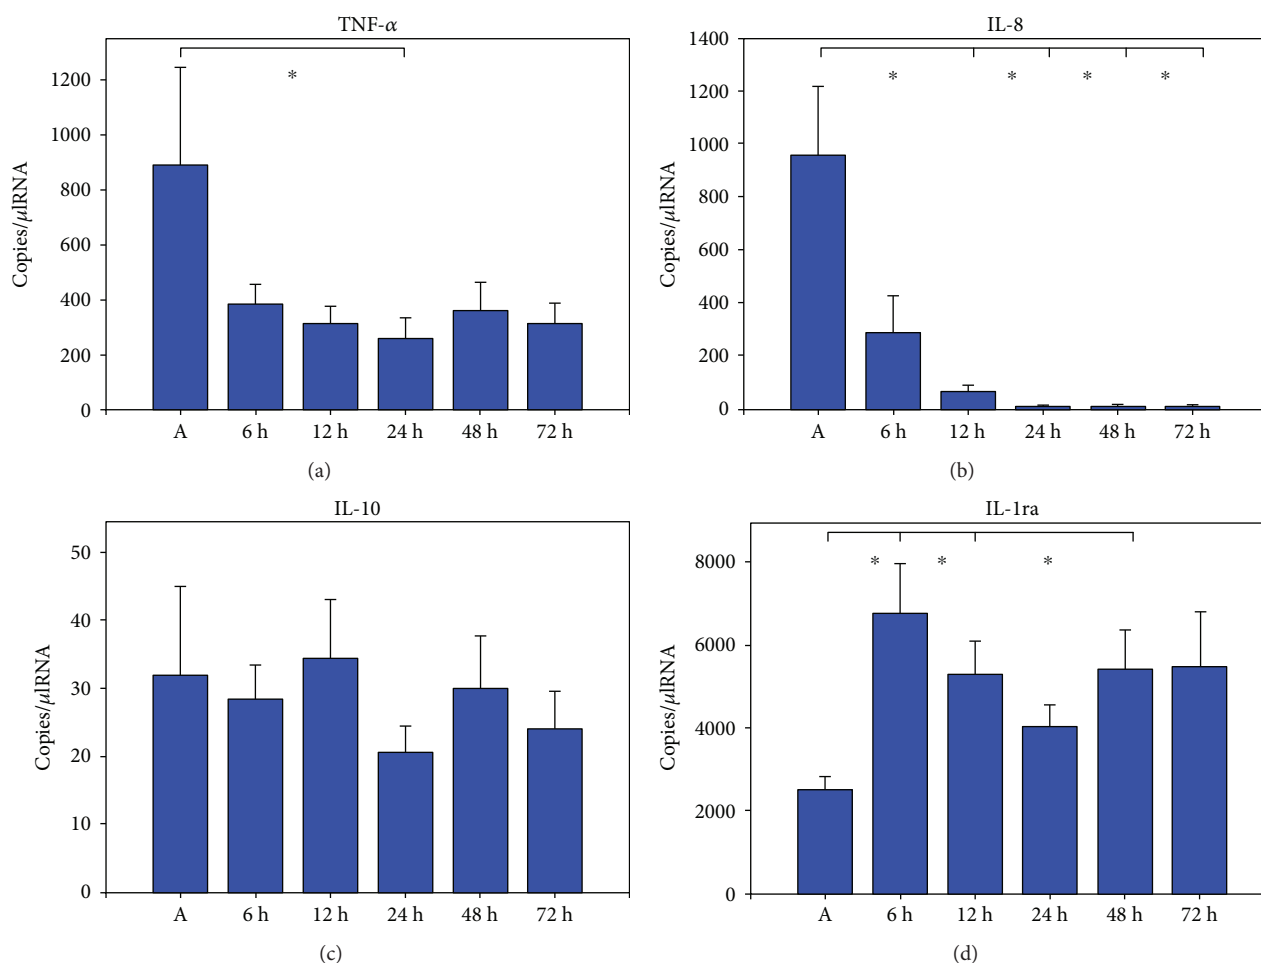 TNF-α
1200
1000
800
600
400
200
0
Copies/μlRNA
*
A 6 h 12 h 24 h 48 h 72 h
(a)
IL-8
1400
1200
1000
800
600
400
200
0
Copies/μlRNA
* * * *
A 6 h 12 h 24 h 48 h 72 h
(b)
IL-10
50
40
30
20
10
0
Copies/μlRNA
A 6 h 12 h 24 h 48 h 72 h
(c)
IL-1ra
8000
6000
4000
2000
0
Copies/μlRNA
* * *
A 6 h 12 h 24 h 48 h 72 h
(d)